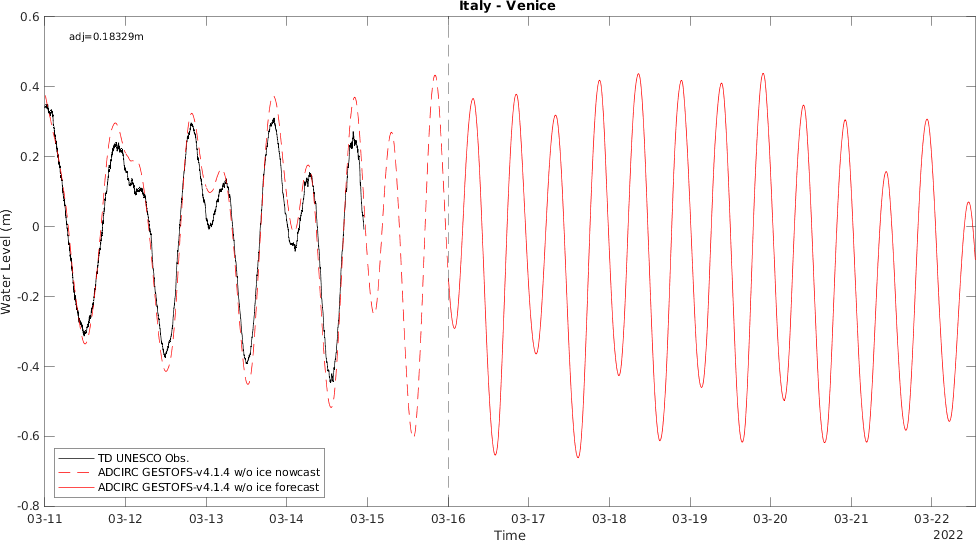 Italy - Venice
adj=0.18329m
0.6
0.4
0.2
0
-0.2
-0.4
-0.6
-0.8
Water Level (m)
TD UNESCO Obs.
ADCIRC GESTOFS-v4.1.4 w/o ice nowcast
ADCIRC GESTOFS-v4.1.4 w/o ice forecast
03-11 03-12 03-13 03-14 03-15 03-16 03-17 03-18 03-19 03-20 03-21 03-22
Time
2022